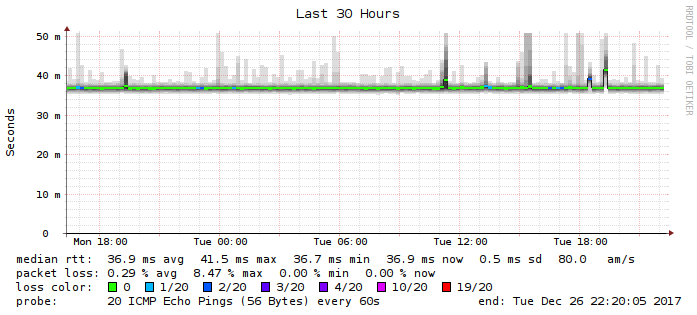 Last 30 Hours
RRDTOOL / TOBI OETIKER
Seconds
50 m
40 m
30 m
20 m
10 m
0
Mon 18:00 Tue 00:00 Tue 06:00 Tue 12:00 Tue 18:00
median rtt: 36.9 ms avg 41.5 ms max 36.7 ms min 36.9 ms now 0.5 ms sd 80.0 am/s
packet loss: 0.29 % avg 8.47 % max 0.00 % min 0.00 % now
loss color: 0 1/20 2/20 3/20 4/20 10/20 19/20
probe: 20 ICMP Echo Pings (56 Bytes) every 60s end: Tue Dec 26 22:20:05 2017